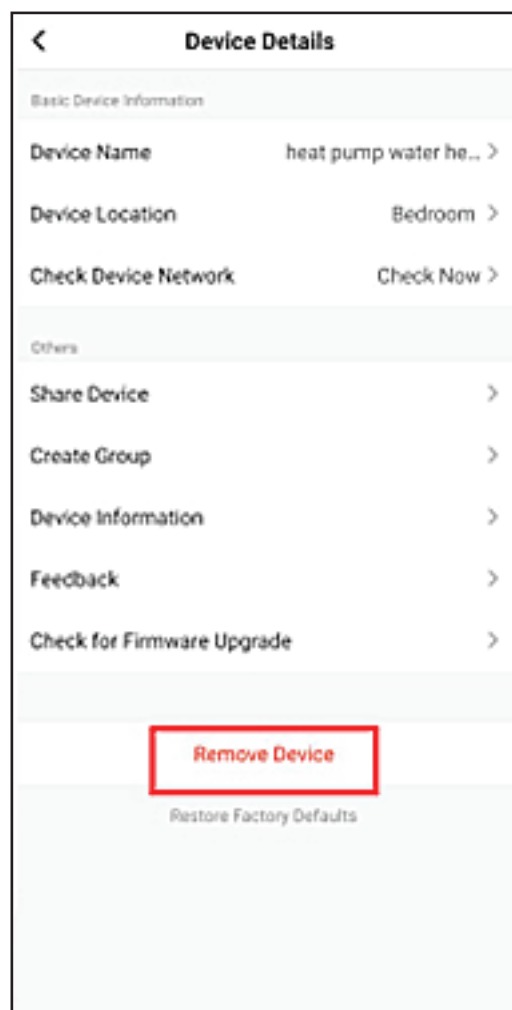 Device Details
Basic Device Information
Device Name heat pump water he...
Device Location Bedroom
Check Device Network Check Now
Others
Share Device
Create Group
Device Information
Feedback
Check for Firmware Upgrade
Remove Device
Restore Factory Defaults